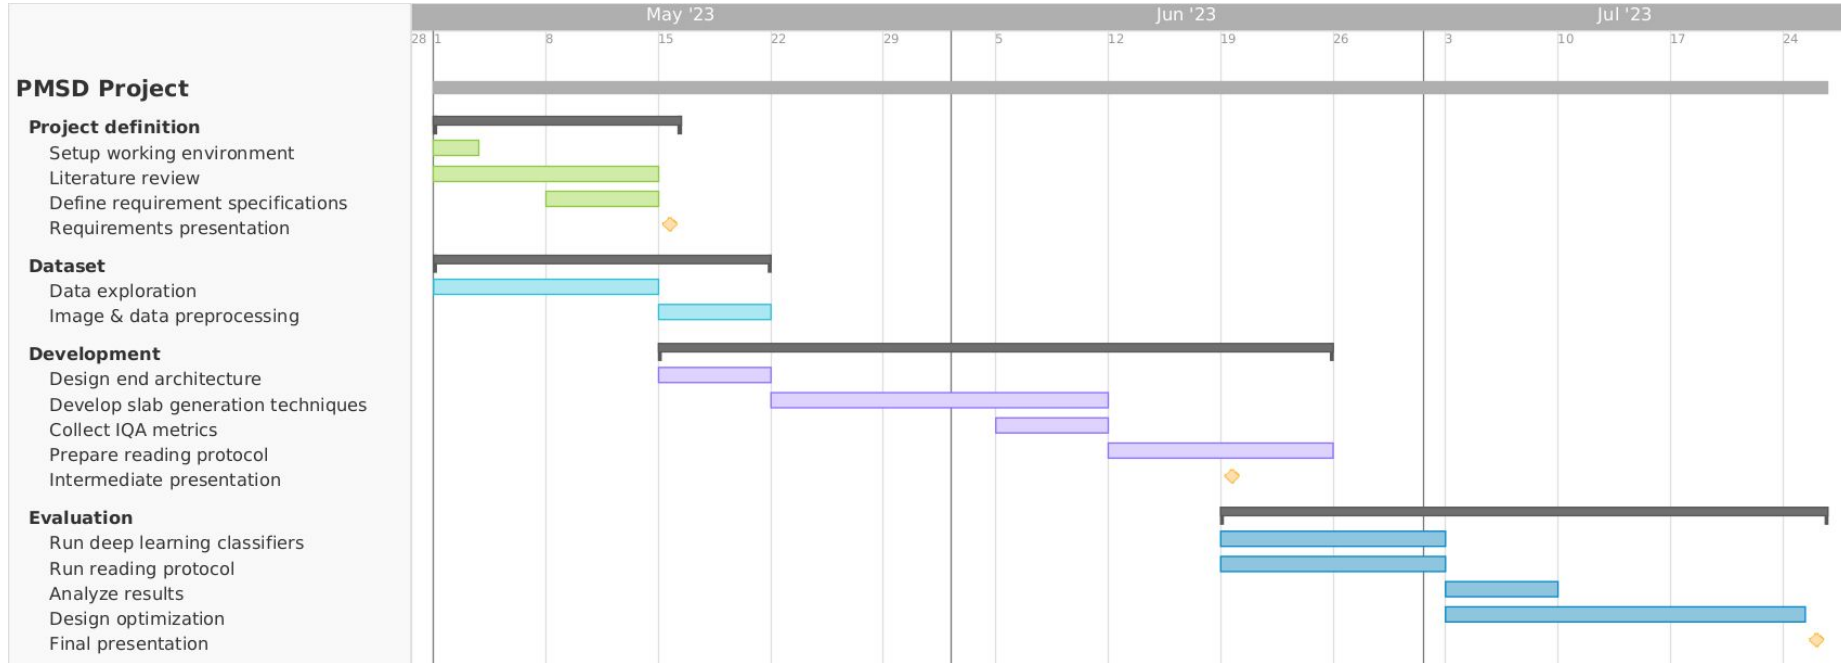 May '23 Jun '23 Jul '23
28 1 8 15 22 29 5 12 19 26 3 10 17 24
PMSD Project
Project definition
Setup working environment
Literature review
Define requirement specifications
Requirements presentation
Dataset
Data exploration
Image & data preprocessing
Development
Design end architecture
Develop slab generation techniques
Collect IQA metrics
Prepare reading protocol
Intermediate presentation
Evaluation
Run deep learning classifiers
Run reading protocol
Analyze results
Design optimization
Final presentation